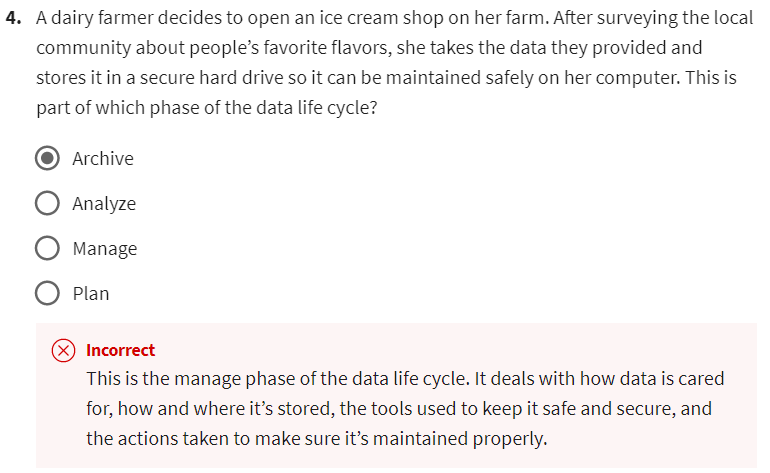 4. A dairy farmer decides to open an ice cream shop on her farm. After surveying the local
community about people's favorite flavors, she takes the data they provided and
stores it in a secure hard drive so it can be maintained safely on her computer. This is
part of which phase of the data life cycle?
Archive
Analyze
Manage
Plan
Incorrect
This is the manage phase of the data life cycle. It deals with how data is cared
for, how and where it's stored, the tools used to keep it safe and secure, and
the actions taken to make sure it's maintained properly.